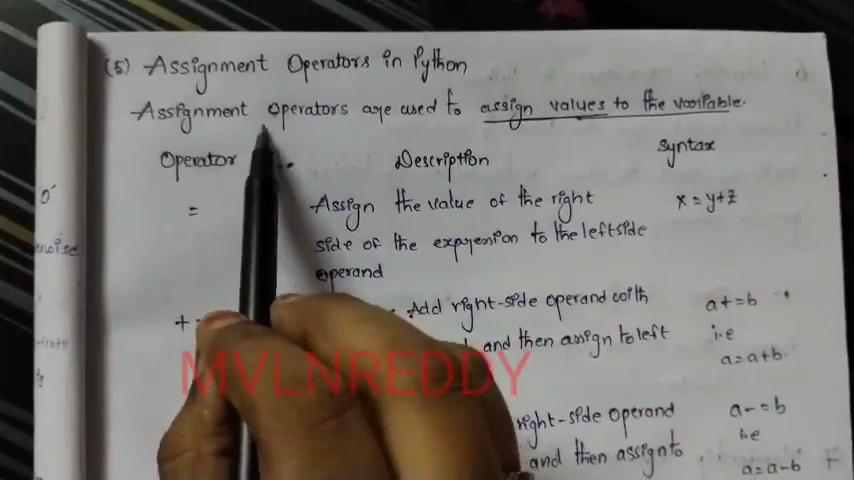 (5) Assignment Operators in Python
Assignment Operators are used to assign values to the variable.
Operator Description Syntax
= Assign the value of the right x = y+z
side of the expression to the left side
operand
+ Add right-side operand with a+=b
and then assign to left i.e
a=a+b.
MVLNREDDY
right-side operand a-=b
i.e
and then assign to
a=a-b